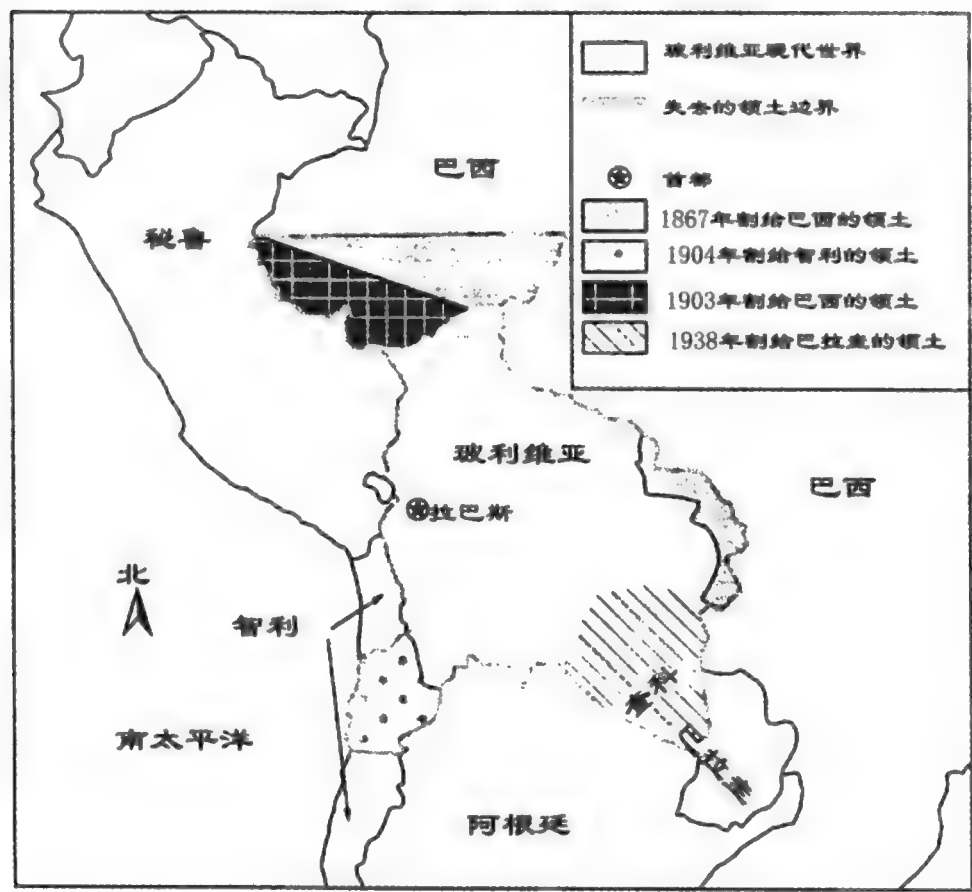 玻利维亚现代世界
失去的领土边界
首都
1867年割给巴西的领土
1904年割给智利的领土
1903年割给巴西的领土
1938年割给巴拉圭的领土
巴西
秘鲁
玻利维亚
巴西
拉巴斯
北
智利
查科
南太平洋
巴拉圭
阿根廷